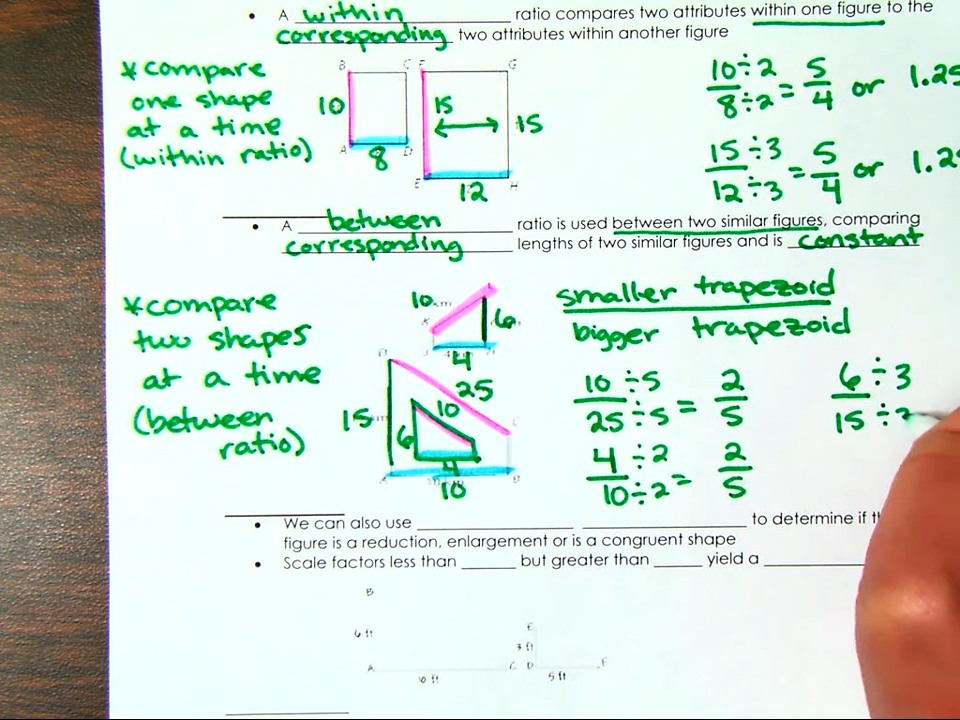 • A within ratio compares two attributes within one figure to the
corresponding two attributes within another figure
* compare
one shape
at a time
(within ratio)
B C F G
10
15
15
A 8 D
E 12 H
10÷2 / 8÷2 = 5/4 or 1.25
15÷3 / 12÷3 = 5/4 or 1.2
• A between ratio is used between two similar figures, comparing
corresponding lengths of two similar figures and is constant
* compare
two shapes
at a time
(between
ratio)
10
6
4
25
15
10
6
4
10
smaller trapezoid
bigger trapezoid
10÷5 / 25÷5 = 2/5
4÷2 / 10÷2 = 2/5
6÷3
15÷
• We can also use ____ ____ to determine if
figure is a reduction, enlargement or is a congruent shape
• Scale factors less than ____ but greater than ____ yield a ____
B
6 ft
A
10 ft
C
E
3 ft
D
5 ft
F